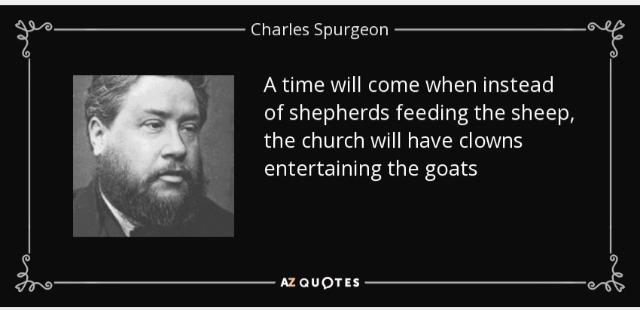 Charles Spurgeon
A time will come when instead
of shepherds feeding the sheep,
the church will have clowns
entertaining the goats
AZ QUOTES